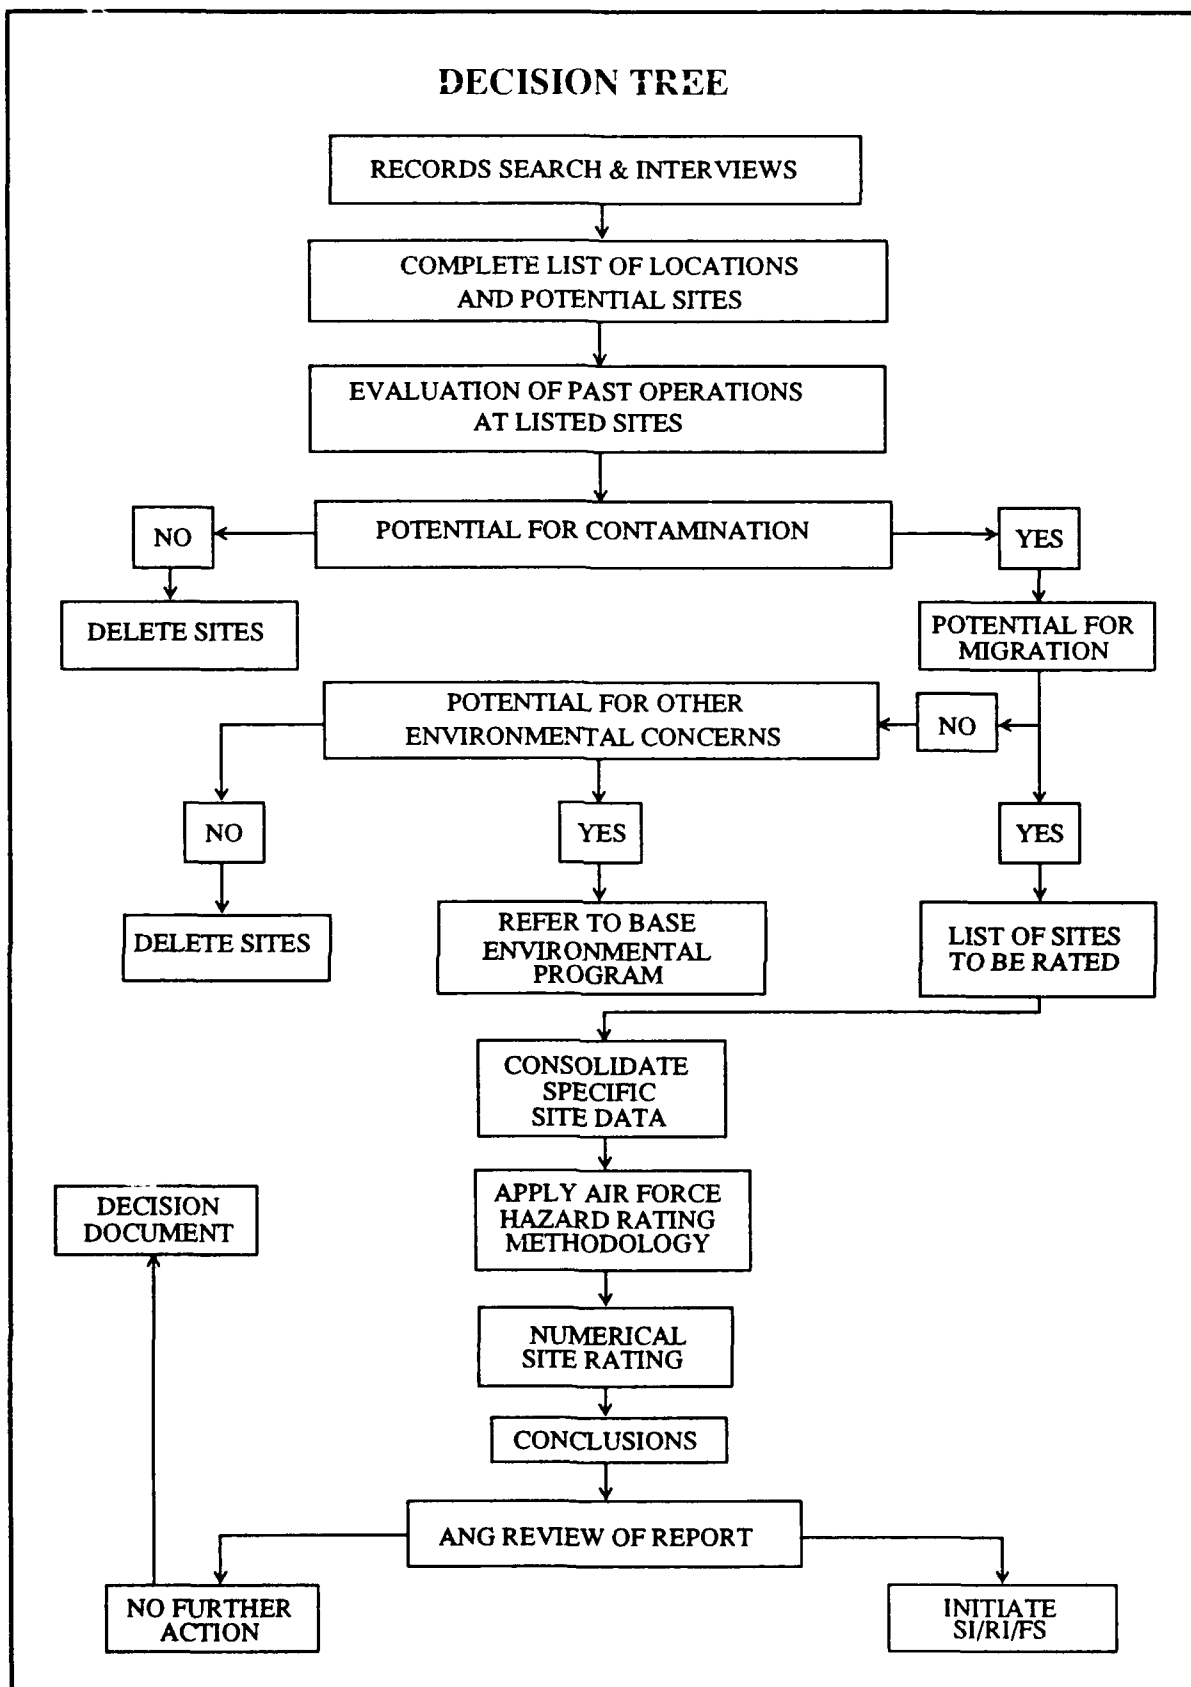 DECISION TREE
RECORDS SEARCH & INTERVIEWS
COMPLETE LIST OF LOCATIONS
AND POTENTIAL SITES
EVALUATION OF PAST OPERATIONS
AT LISTED SITES
NO
POTENTIAL FOR CONTAMINATION
YES
DELETE SITES
POTENTIAL FOR
MIGRATION
POTENTIAL FOR OTHER
ENVIRONMENTAL CONCERNS
NO
NO
YES
YES
DELETE SITES
REFER TO BASE
ENVIRONMENTAL
PROGRAM
LIST OF SITES
TO BE RATED
CONSOLIDATE
SPECIFIC
SITE DATA
DECISION
DOCUMENT
APPLY AIR FORCE
HAZARD RATING
METHODOLOGY
NUMERICAL
SITE RATING
CONCLUSIONS
ANG REVIEW OF REPORT
NO FURTHER
ACTION
INITIATE
SI/RI/FS